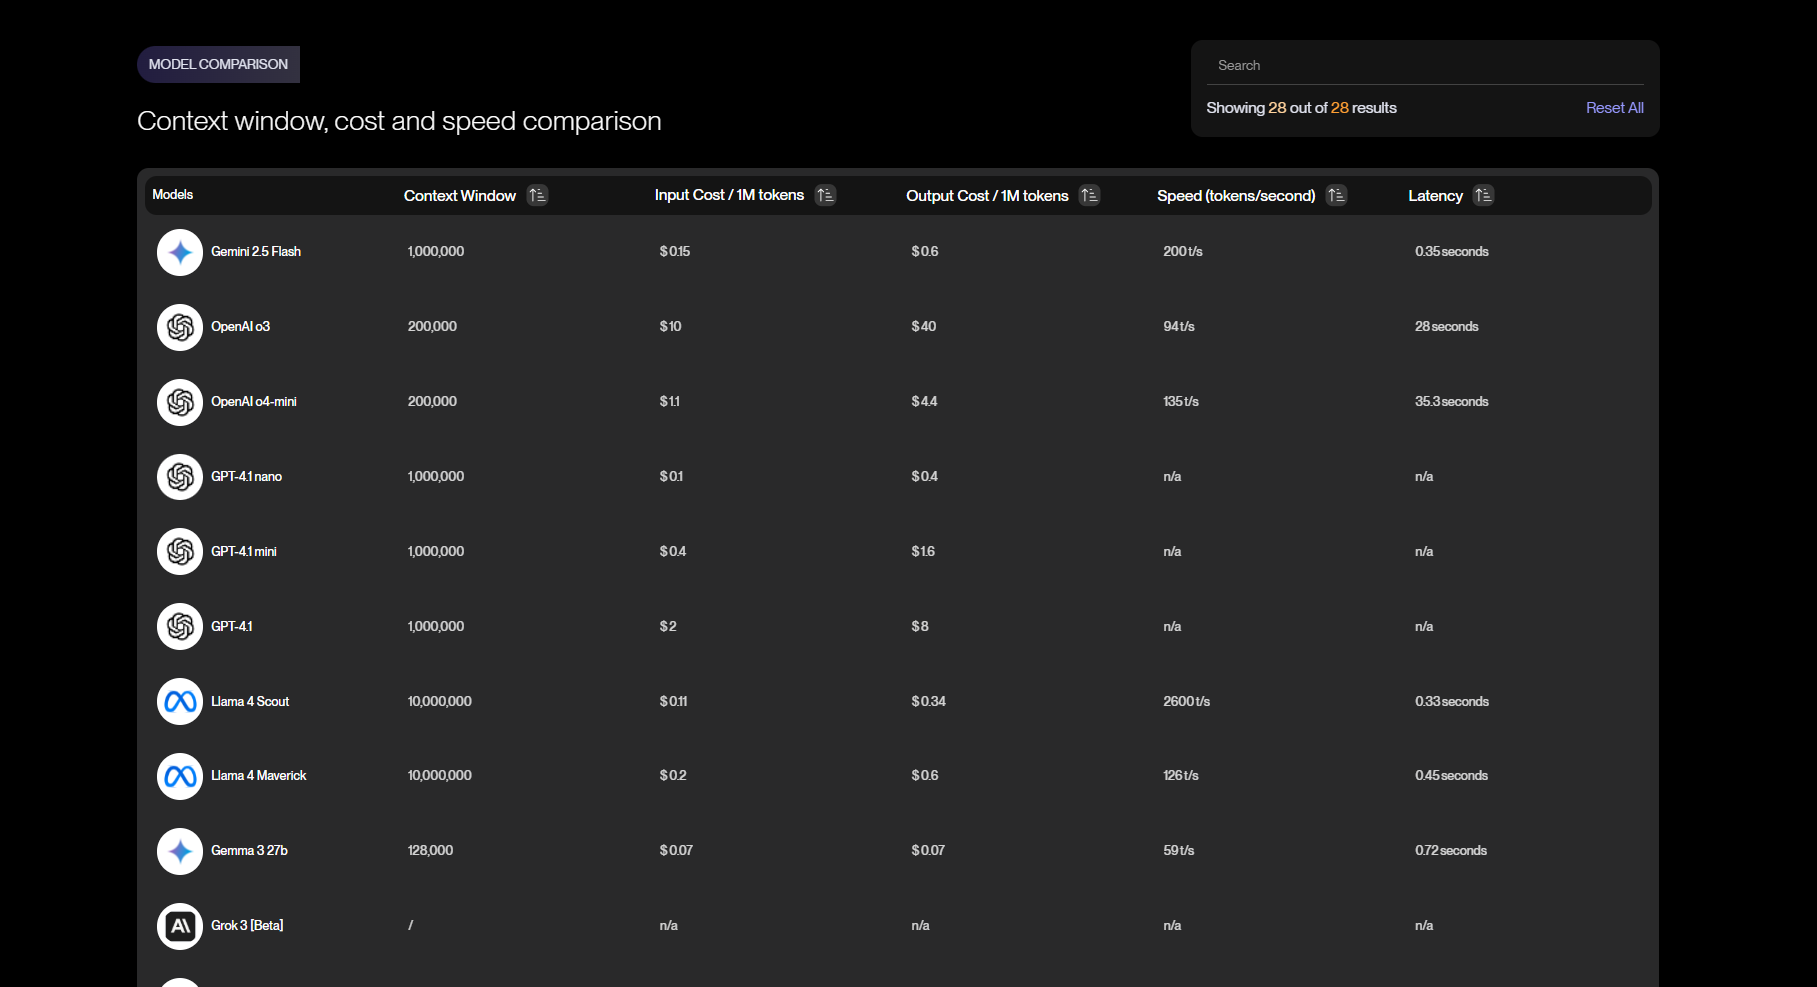 MODEL COMPARISON
Context window, cost and speed comparison
Search
Showing 28 out of 28 results Reset All
Models Context Window Input Cost / 1M tokens Output Cost / 1M tokens Speed (tokens/second) Latency
Gemini 2.5 Flash 1,000,000 $0.15 $0.6 200 t/s 0.35 seconds
OpenAI o3 200,000 $10 $40 94 t/s 28 seconds
OpenAI o4-mini 200,000 $1.1 $4.4 135 t/s 35.3 seconds
GPT-4.1 nano 1,000,000 $0.1 $0.4 n/a n/a
GPT-4.1 mini 1,000,000 $0.4 $1.6 n/a n/a
GPT-4.1 1,000,000 $2 $8 n/a n/a
Llama 4 Scout 10,000,000 $0.11 $0.34 2600 t/s 0.33 seconds
Llama 4 Maverick 10,000,000 $0.2 $0.6 126 t/s 0.45 seconds
Gemma 3 27b 128,000 $0.07 $0.07 59 t/s 0.72 seconds
A\ Grok 3 [Beta] / n/a n/a n/a n/a